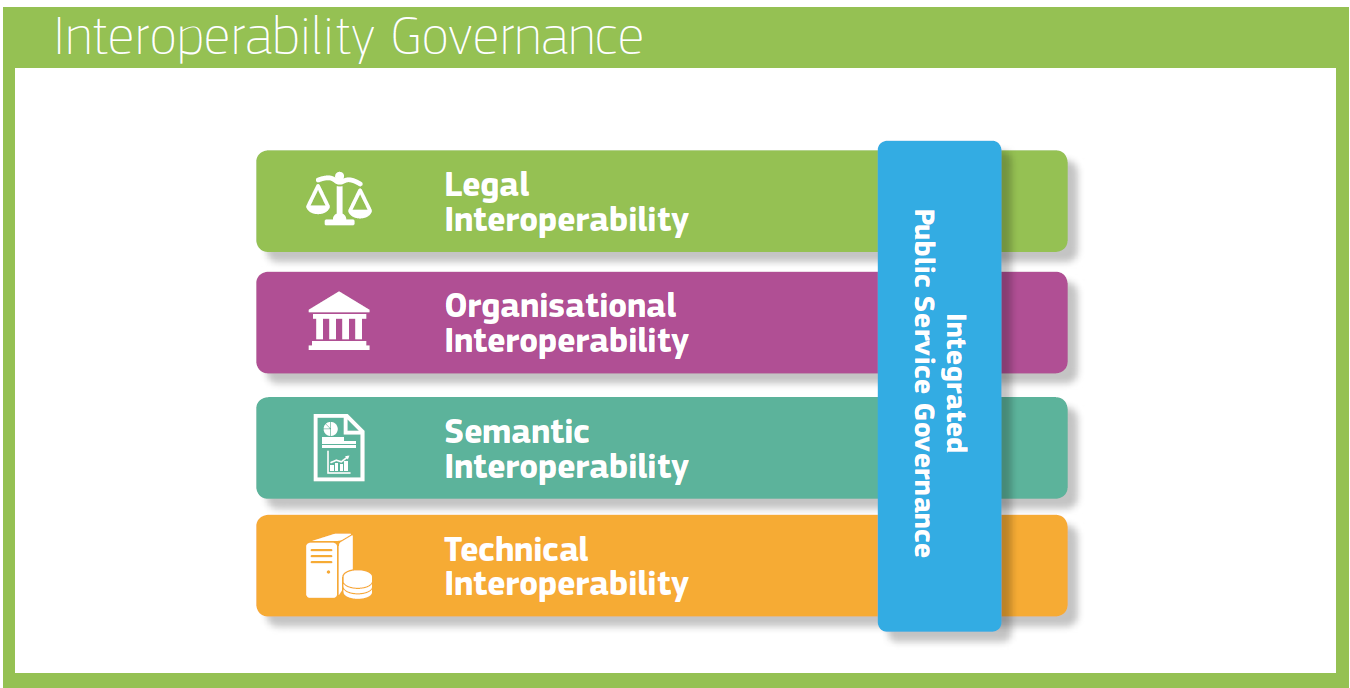 Interoperability Governance
Legal
Interoperability
Organisational
Interoperability
Semantic
Interoperability
Technical
Interoperability
Integrated
Public Service Governance